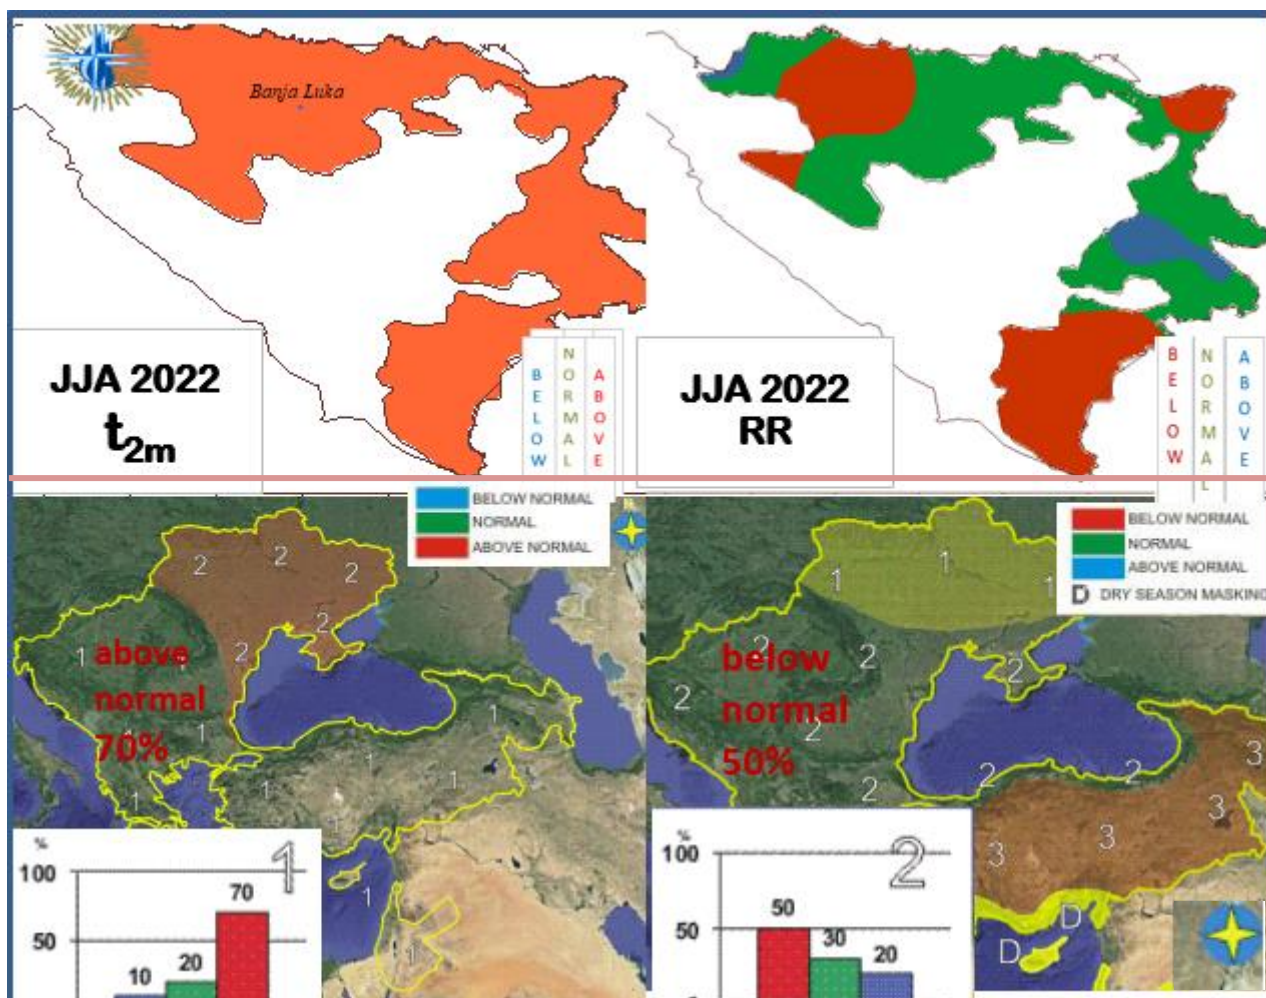 Banja Luka
JJA 2022
t2m
BELOW
NORMAL
ABOVE
JJA 2022
RR
BELOW
NORMAL
ABOVE
BELOW NORMAL
NORMAL
ABOVE NORMAL
2 2 2
2
2
1 above 1
normal
70% 1 1
1 1 1
1 1
1
1
1
%
100
50
1
70
20
10
BELOW NORMAL
NORMAL
ABOVE NORMAL
D DRY SEASON MASKING
1
1 1
2 2
below 2
2 normal
2
50% 2 2
2
3
3
3
3
D
D
%
100
50
2
50
30
20